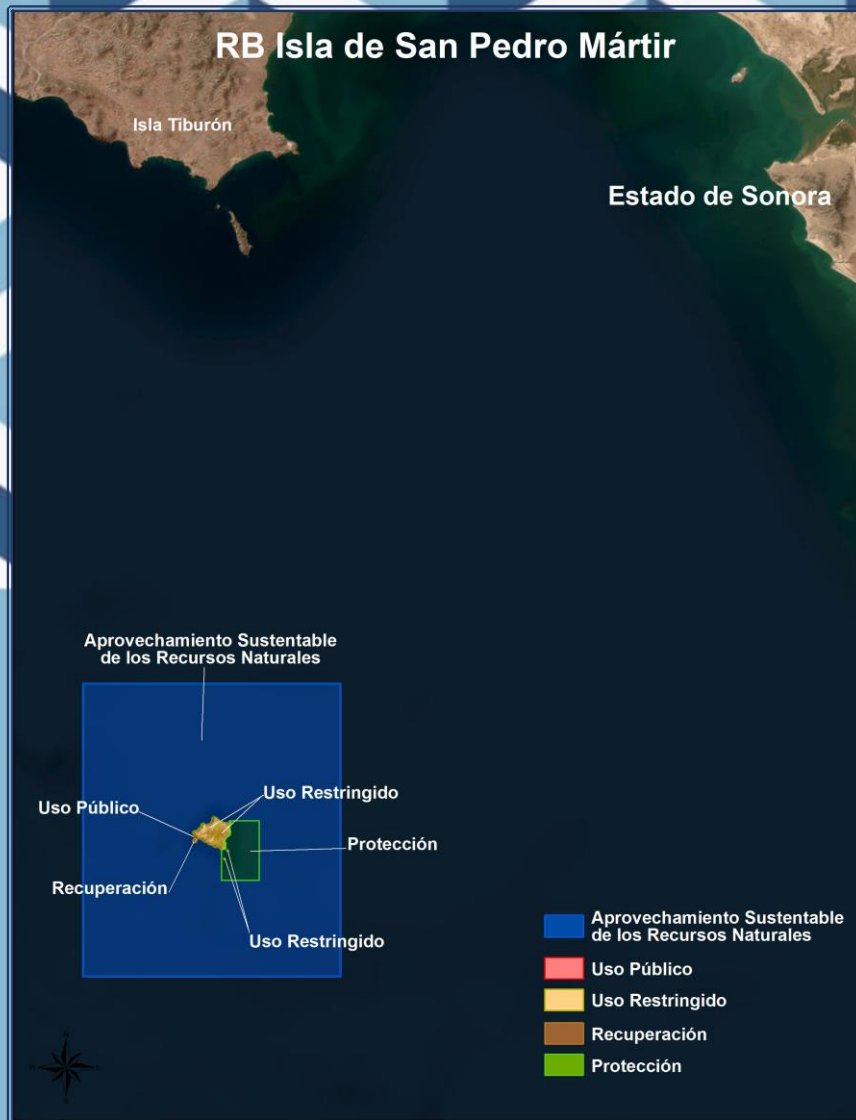 RB Isla de San Pedro Mártir
Isla Tiburón
Estado de Sonora
Aprovechamiento Sustentable
de los Recursos Naturales
Uso Restringido
Uso Público
Protección
Recuperación
Uso Restringido
Aprovechamiento Sustentable
de los Recursos Naturales
Uso Público
Uso Restringido
Recuperación
Protección